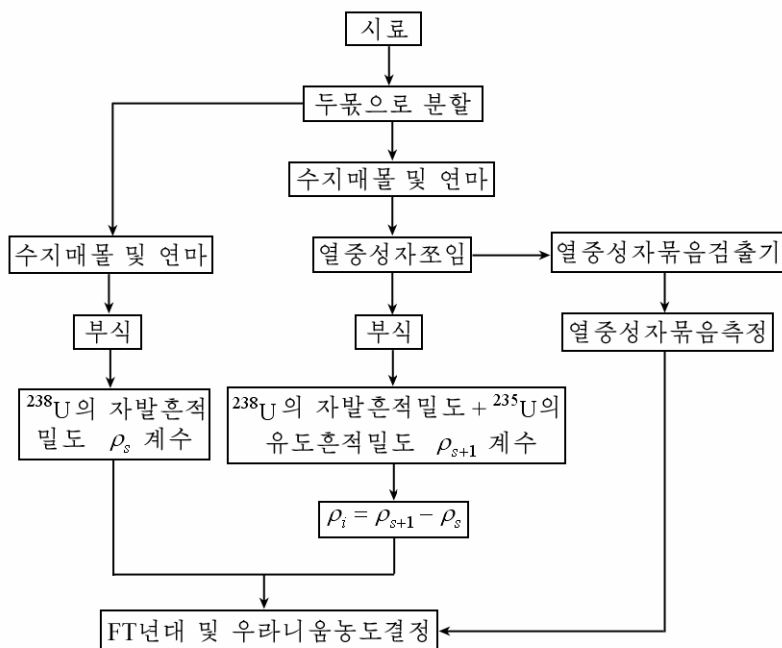 시료
두몫으로 분할
수지매몰 및 연마
수지매몰 및 연마
열중성자쪼임
열중성자묶음검출기
부식
부식
열중성자묶음측정
²³⁸U의 자발흔적
밀도 ρₛ 계수
²³⁸U의 자발흔적밀도 + ²³⁵U의
유도흔적밀도 ρₛ₊₁ 계수
ρᵢ = ρₛ₊₁ − ρₛ
FT년대 및 우라니움농도결정